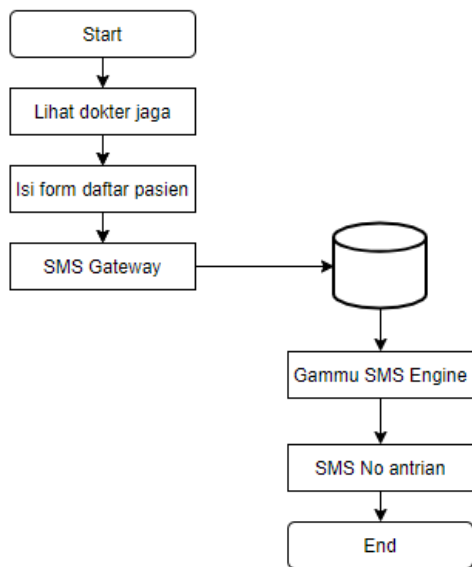 Start
Lihat dokter jaga
Isi form daftar pasien
SMS Gateway
Gammu SMS Engine
SMS No antrian
End